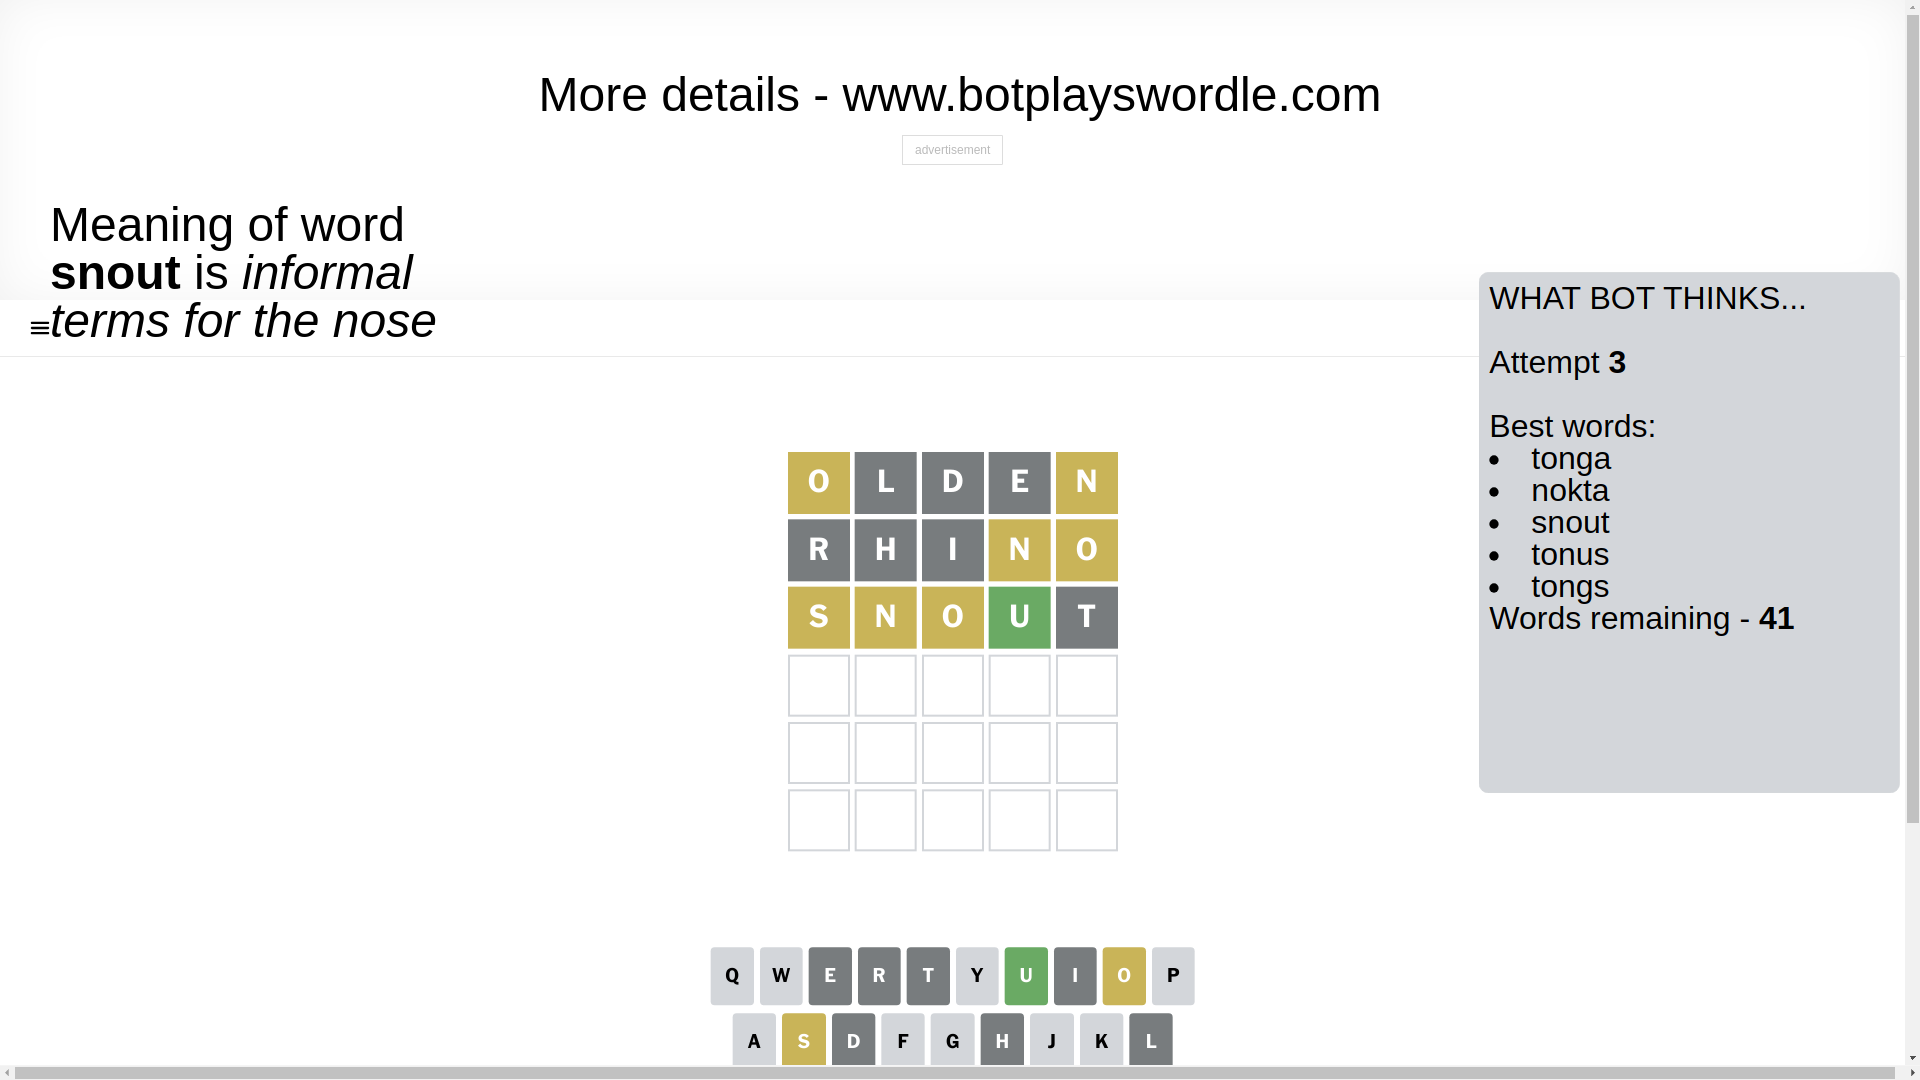 More details - www.botplayswordle.com
advertisement
Meaning of word
snout is informal
terms for the nose
WHAT BOT THINKS...
Attempt 3
Best words:
• tonga
• nokta
• snout
• tonus
• tongs
Words remaining - 41
O L D E N
R H I N O
S N O U T
Q W E R T Y U I O P
A S D F G H J K L